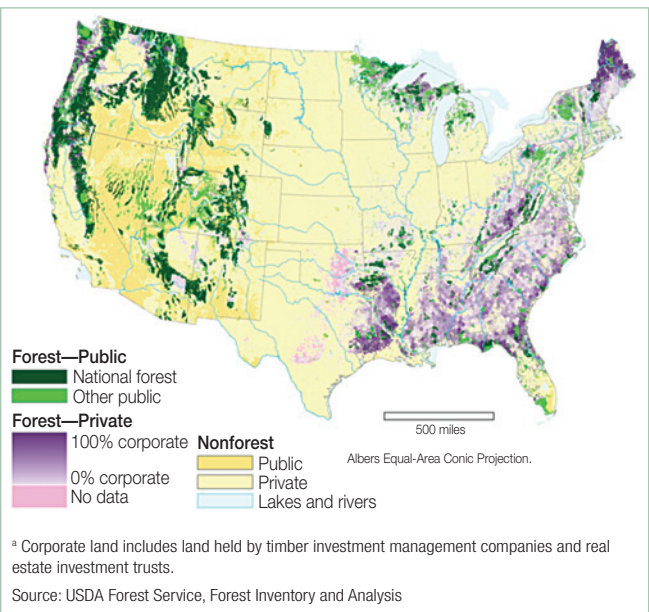 Forest—Public
National forest
Other public
Forest—Private
100% corporate
0% corporate
No data
Nonforest
Public
Private
Lakes and rivers
500 miles
Albers Equal-Area Conic Projection.
a Corporate land includes land held by timber investment management companies and real
estate investment trusts.
Source: USDA Forest Service, Forest Inventory and Analysis